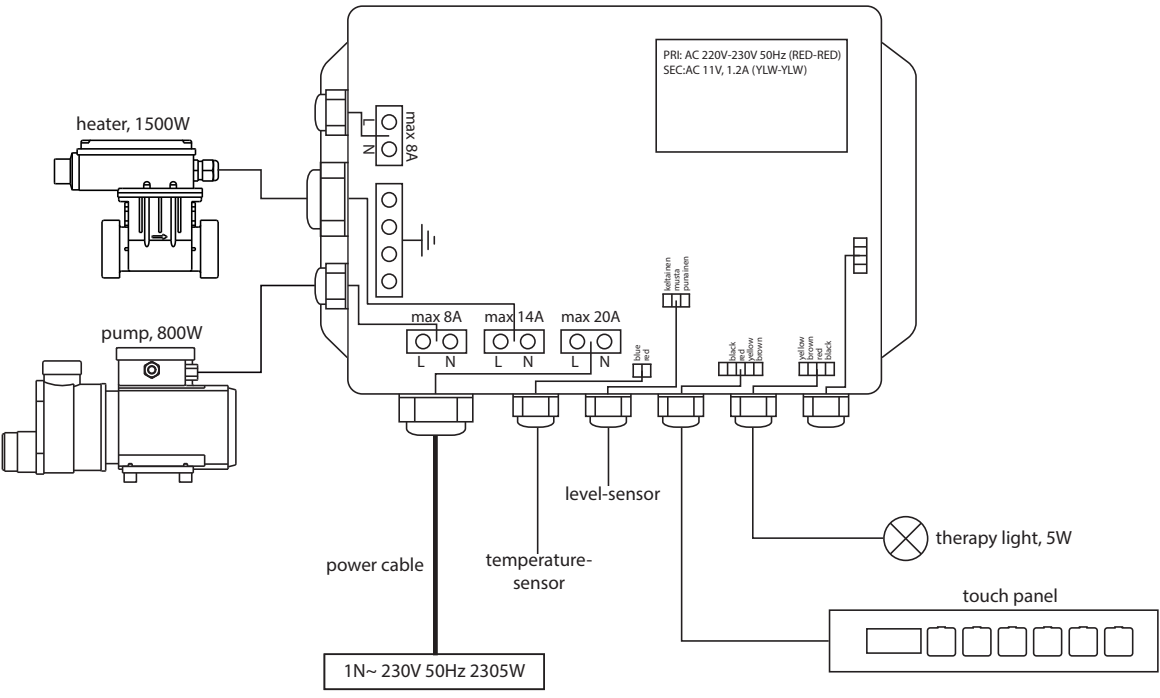 PRI: AC 220V-230V 50Hz (RED-RED)
SEC:AC 11V, 1.2A (YLW-YLW)
heater, 1500W
max 8A
L
N
keltainen
musta
punainen
pump, 800W
max 8A
max 14A
max 20A
L N
L N
L N
blue
red
black
red
yellow
brown
yellow
brown
red
black
level-sensor
therapy light, 5W
power cable
temperature-
sensor
touch panel
1N~ 230V 50Hz 2305W